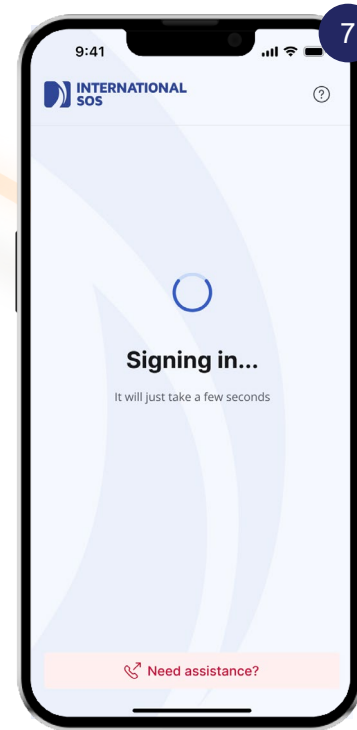 7
9:41
INTERNATIONAL
SOS
?
Signing in...
It will just take a few seconds
Need assistance?